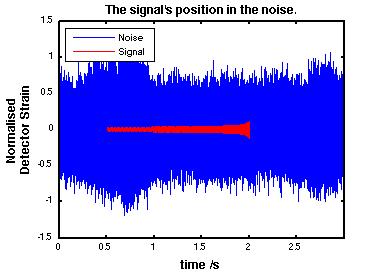 The signal's position in the noise.
1.5
Noise
Signal
1
0.5
0
-0.5
-1
-1.5
Normalised
Detector Strain
0 0.5 1 1.5 2 2.5
time /s